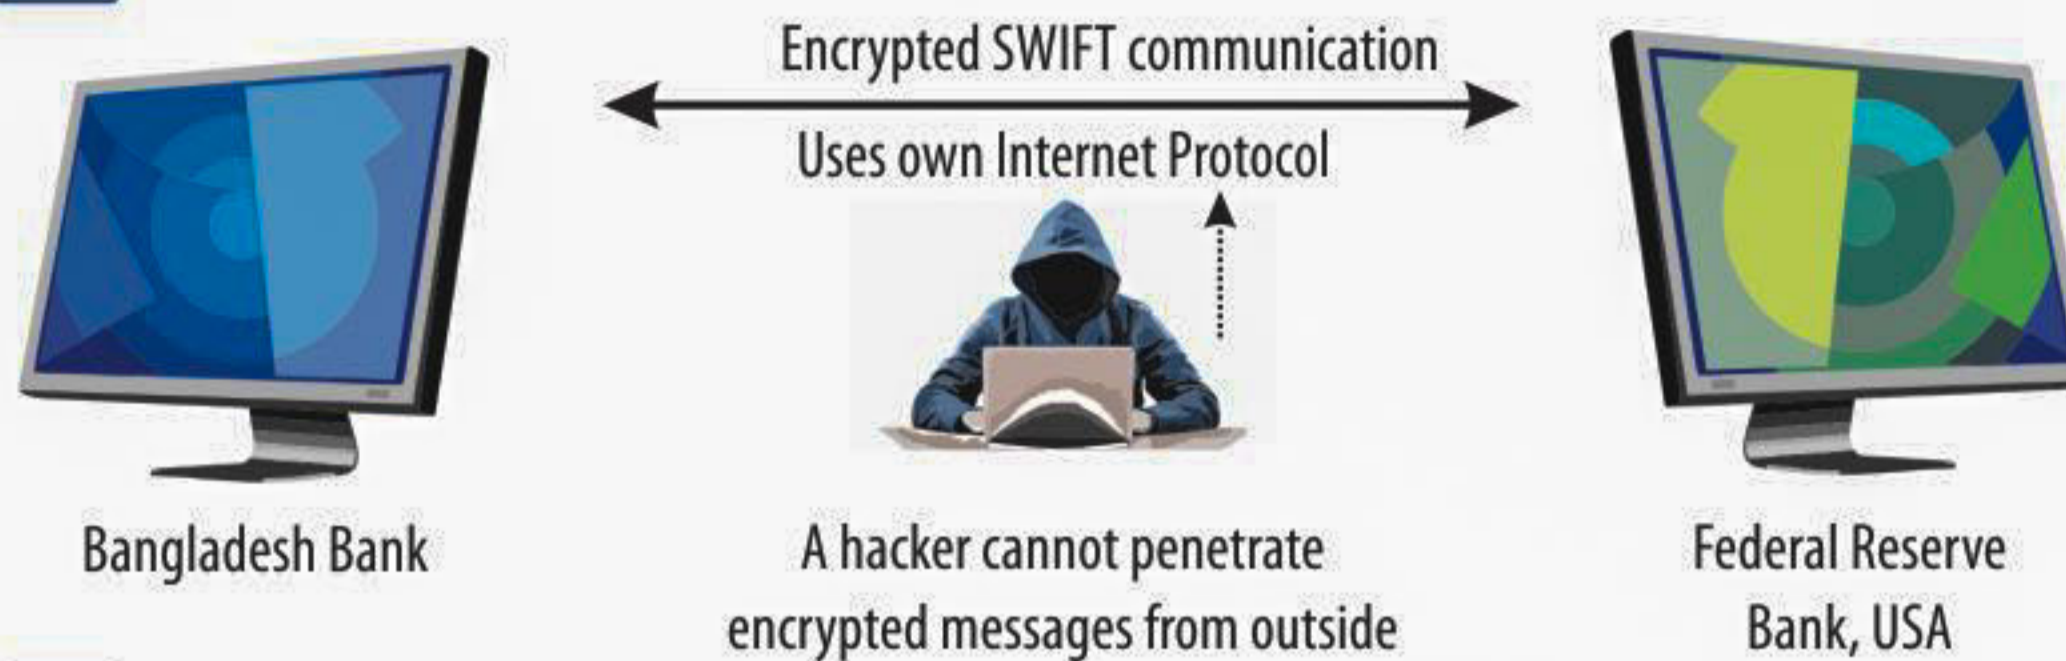 Encrypted SWIFT communication
Uses own Internet Protocol
Bangladesh Bank
A hacker cannot penetrate
encrypted messages from outside
Federal Reserve
Bank, USA